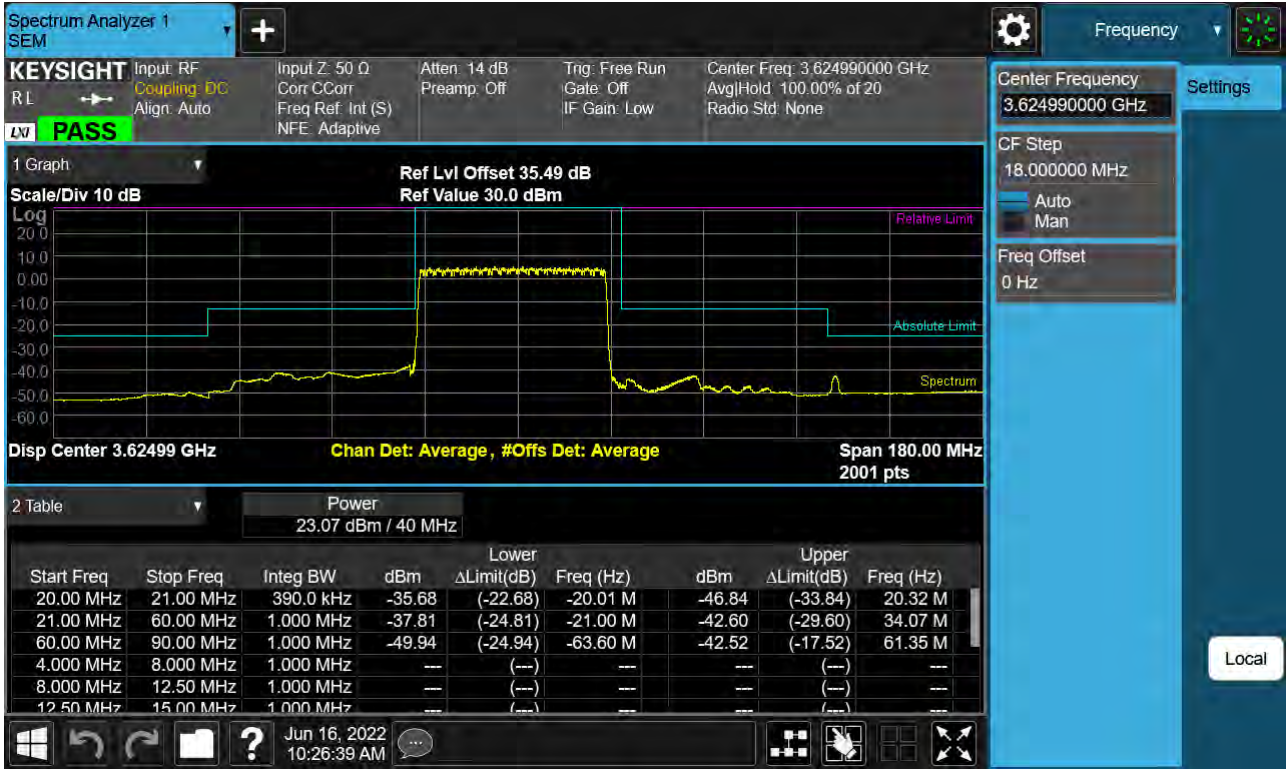 Spectrum Analyzer 1
SEM
+
Frequency
KEYSIGHT
RL
LXI
PASS
Input: RF
Coupling: DC
Align: Auto
Input Z: 50 Ω
Corr CCorr
Freq Ref: Int (S)
NFE: Adaptive
Atten: 14 dB
Preamp: Off
Trig: Free Run
Gate: Off
IF Gain: Low
Center Freq: 3.624990000 GHz
Avg|Hold: 100.00% of 20
Radio Std: None
Center Frequency
3.624990000 GHz
Settings
CF Step
18.000000 MHz
Auto
Man
Freq Offset
0 Hz
Local
1 Graph
Scale/Div 10 dB
Ref Lvl Offset 35.49 dB
Ref Value 30.0 dBm
Log
20.0
10.0
0.00
-10.0
-20.0
-30.0
-40.0
-50.0
-60.0
Relative Limit
Absolute Limit
Spectrum
Disp Center 3.62499 GHz
Chan Det: Average , #Offs Det: Average
Span 180.00 MHz
2001 pts
2 Table
Power
23.07 dBm / 40 MHz
Lower Upper
Start Freq Stop Freq Integ BW dBm ΔLimit(dB) Freq (Hz) dBm ΔLimit(dB) Freq (Hz)
20.00 MHz 21.00 MHz 390.0 kHz -35.68 (-22.68) -20.01 M -46.84 (-33.84) 20.32 M
21.00 MHz 60.00 MHz 1.000 MHz -37.81 (-24.81) -21.00 M -42.60 (-29.60) 34.07 M
60.00 MHz 90.00 MHz 1.000 MHz -49.94 (-24.94) -63.60 M -42.52 (-17.52) 61.35 M
4.000 MHz 8.000 MHz 1.000 MHz --- (---) --- --- (---) ---
8.000 MHz 12.50 MHz 1.000 MHz --- (---) --- --- (---) ---
12.50 MHz 15.00 MHz 1.000 MHz --- (---) --- --- (---) ---
?
Jun 16, 2022
10:26:39 AM